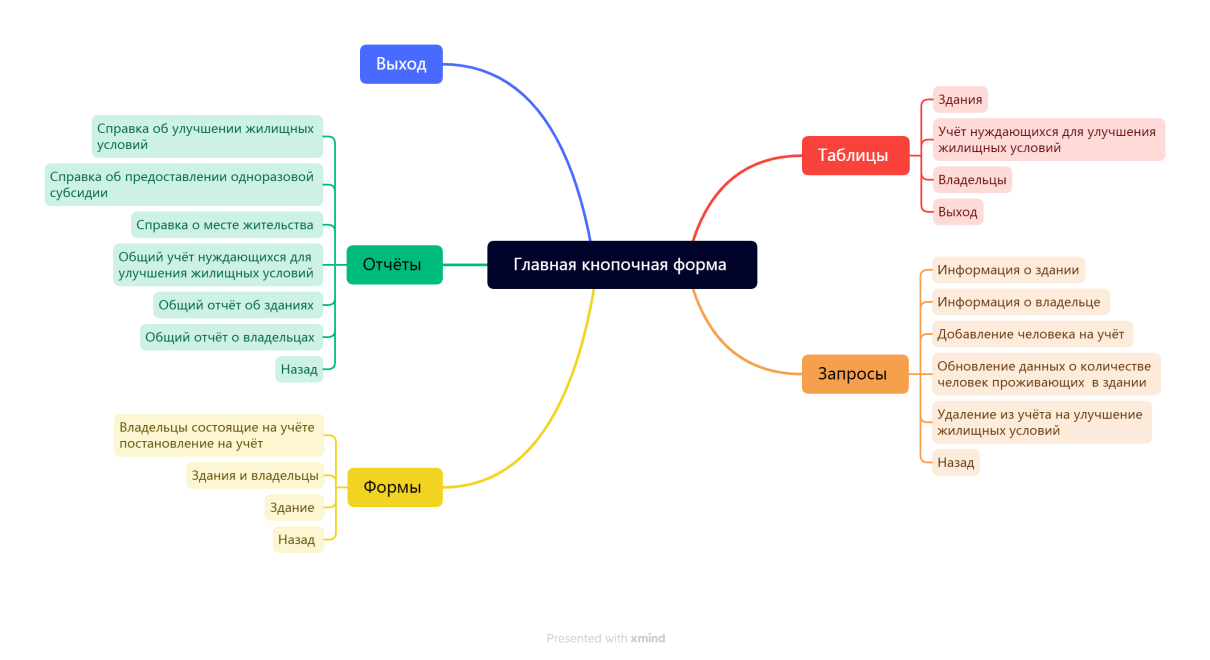 Выход
Справка об улучшении жилищных
условий
Справка об предоставлении одноразовой
субсидии
Справка о месте жительства
Общий учёт нуждающихся для
улучшения жилищных условий
Общий отчёт об зданиях
Общий отчёт о владельцах
Назад
Отчёты
Владельцы состоящие на учёте
постановление на учёт
Здания и владельцы
Здание
Назад
Формы
Главная кнопочная форма
Таблицы
Здания
Учёт нуждающихся для улучшения
жилищных условий
Владельцы
Выход
Запросы
Информация о здании
Информация о владельце
Добавление человека на учёт
Обновление данных о количестве
человек проживающих в здании
Удаление из учёта на улучшение
жилищных условий
Назад
Presented with xmind